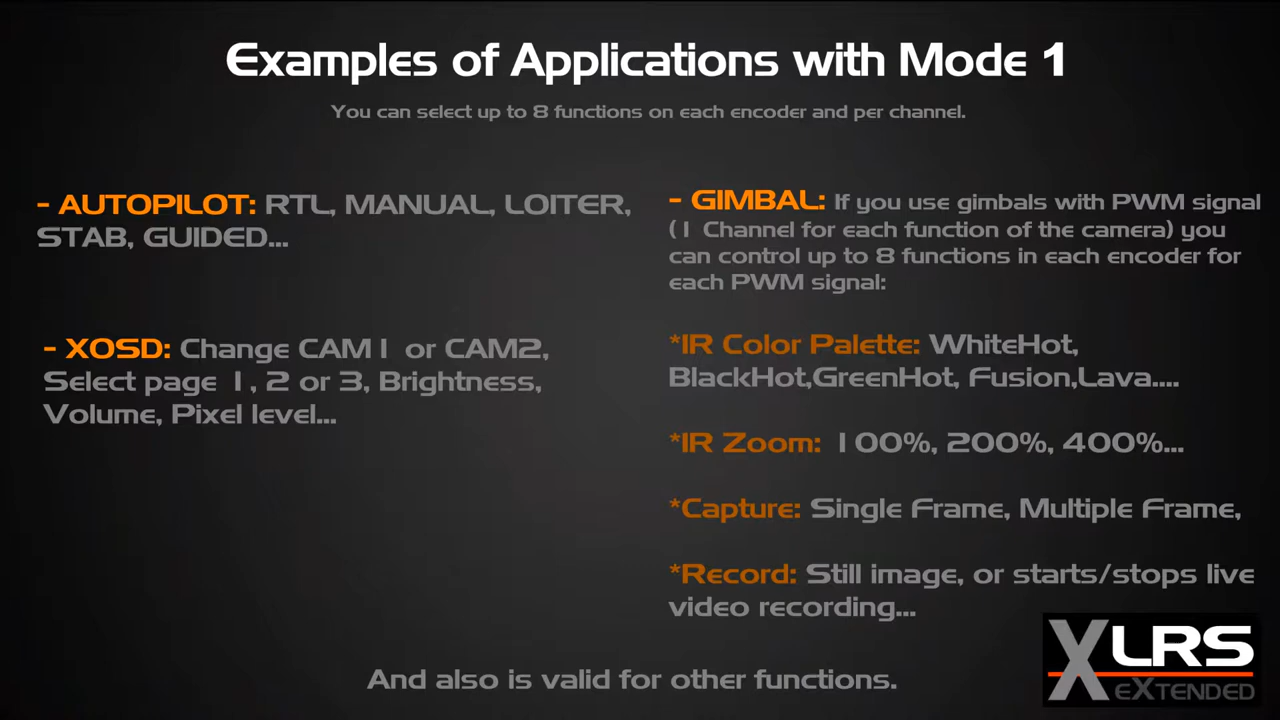 Examples of Applications with Mode 1
You can select up to 8 functions on each encoder and per channel.
- AUTOPILOT: RTL, MANUAL, LOITER,
STAB, GUIDED...
- XOSD: Change CAM1 or CAM2,
Select page 1, 2 or 3, Brightness,
Volume, Pixel level...
- GIMBAL: If you use gimbals with PWM signal
(1 Channel for each function of the camera) you
can control up to 8 functions in each encoder for
each PWM signal:
*IR Color Palette: WhiteHot,
BlackHot,GreenHot, Fusion,Lava....
*IR Zoom: 100%, 200%, 400%...
*Capture: Single Frame, Multiple Frame,
*Record: Still image, or starts/stops live
video recording...
And also is valid for other functions.
XLRS
eXTENDED